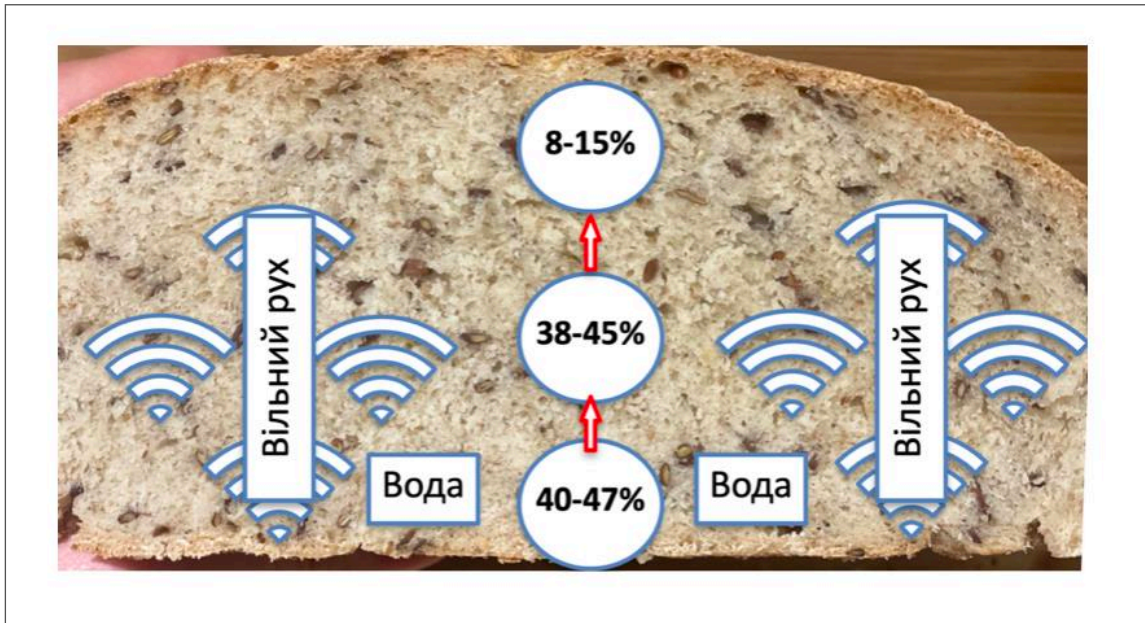 8-15%
Вільний рух
38-45%
Вільний рух
Вода
40-47%
Вода